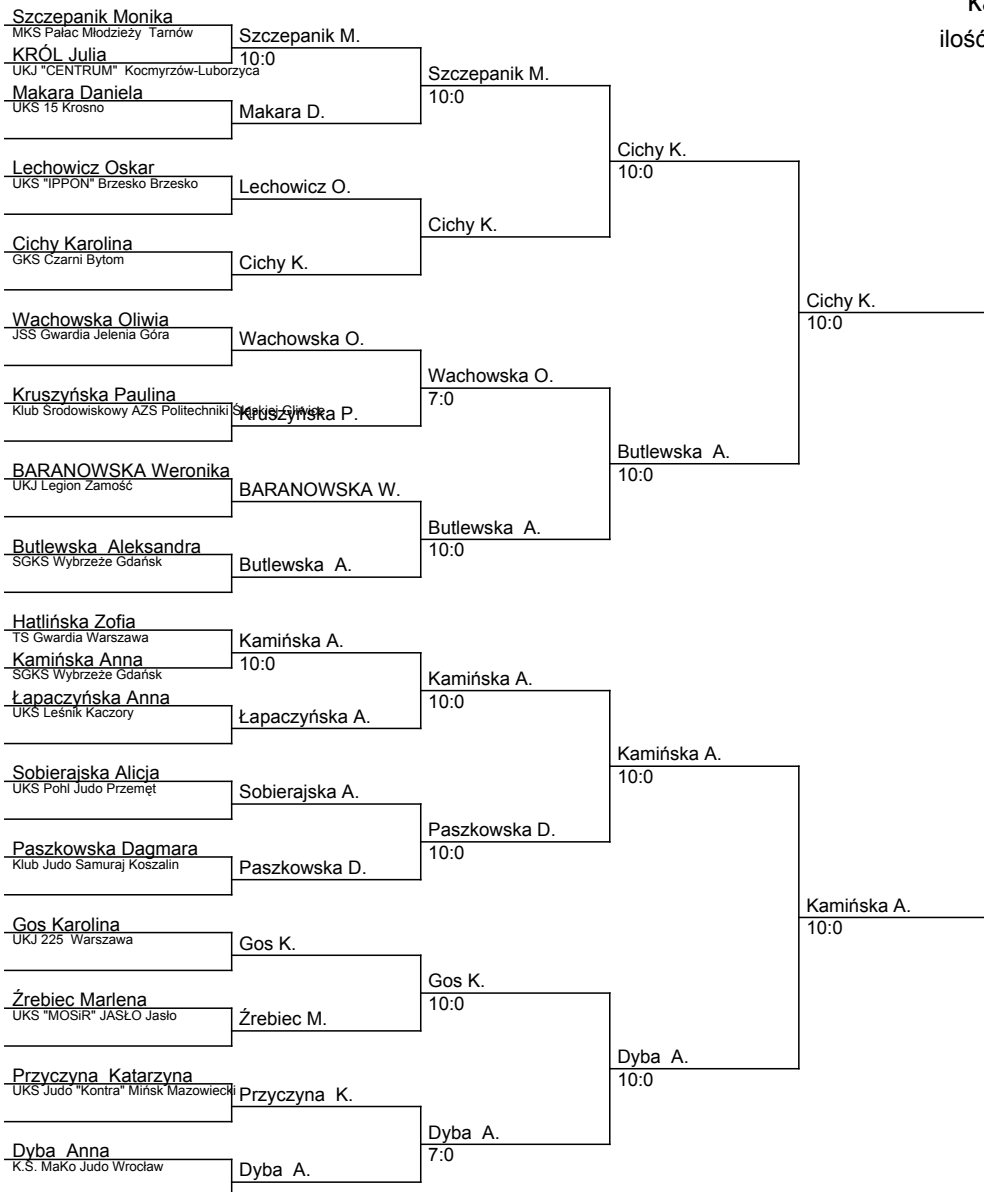 Ka
ilość
Szczepanik Monika
MKS Pałac Młodzieży Tarnów
KRÓL Julia
UKJ "CENTRUM" Kocmyrzów-Luborzyca
Makara Daniela
UKS 15 Krosno
Lechowicz Oskar
UKS "IPPON" Brzesko Brzesko
Cichy Karolina
GKS Czarni Bytom
Wachowska Oliwia
JSS Gwardia Jelenia Góra
Kruszyńska Paulina
Klub Środowiskowy AZS Politechniki Śląskiej Gliwice
BARANOWSKA Weronika
UKJ Legion Zamość
Butlewska Aleksandra
SGKS Wybrzeże Gdańsk
Hatlińska Zofia
TS Gwardia Warszawa
Kamińska Anna
SGKS Wybrzeże Gdańsk
Łapaczyńska Anna
UKS Leśnik Kaczory
Sobierajska Alicja
UKS Pohl Judo Przemęt
Paszkowska Dagmara
Klub Judo Samuraj Koszalin
Gos Karolina
UKJ 225 Warszawa
Źrebiec Marlena
UKS "MOSiR" JASŁO Jasło
Przyczyna Katarzyna
UKS Judo "Kontra" Mińsk Mazowiecki
Dyba Anna
K.S. MaKo Judo Wrocław
Szczepanik M.
10:0
Makara D.
Lechowicz O.
Cichy K.
Wachowska O.
Kruszyńska P.
BARANOWSKA W.
Butlewska A.
Kamińska A.
10:0
Łapaczyńska A.
Sobierajska A.
Paszkowska D.
Gos K.
Źrebiec M.
Przyczyna K.
Dyba A.
Szczepanik M.
10:0
Cichy K.
Wachowska O.
7:0
Butlewska A.
10:0
Kamińska A.
10:0
Paszkowska D.
10:0
Gos K.
10:0
Dyba A.
7:0
Cichy K.
10:0
Butlewska A.
10:0
Kamińska A.
10:0
Dyba A.
10:0
Cichy K.
10:0
Kamińska A.
10:0